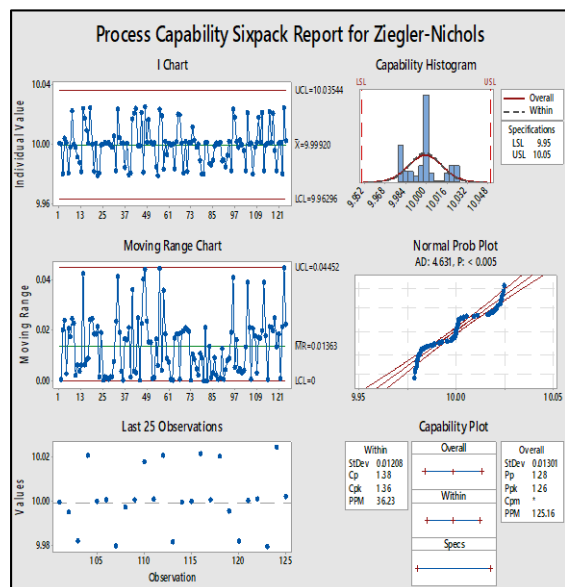 Process Capability Sixpack Report for Ziegler-Nichols
I Chart
Individual Value
10.04
10.00
9.96
UCL=10.03544
X̅=9.99920
LCL=9.96296
1 13 25 37 49 61 73 85 97 109 121
Capability Histogram
LSL USL
Overall
Within
Specifications
LSL 9.95
USL 10.05
9.952 9.968 9.984 10.000 10.016 10.032 10.048
Moving Range Chart
Moving Range
0.04
0.02
0.00
UCL=0.04452
M̅R̅=0.01363
LCL=0
1 13 25 37 49 61 73 85 97 109 121
Normal Prob Plot
AD: 4.631, P: < 0.005
9.95 10.00 10.05
Last 25 Observations
Values
10.02
10.00
9.98
105 110 115 120 125
Observation
Capability Plot
Within
StDev 0.01208
Cp 1.38
Cpk 1.36
PPM 36.23
Overall
Within
Specs
Overall
StDev 0.01301
Pp 1.28
Ppk 1.26
Cpm *
PPM 125.16